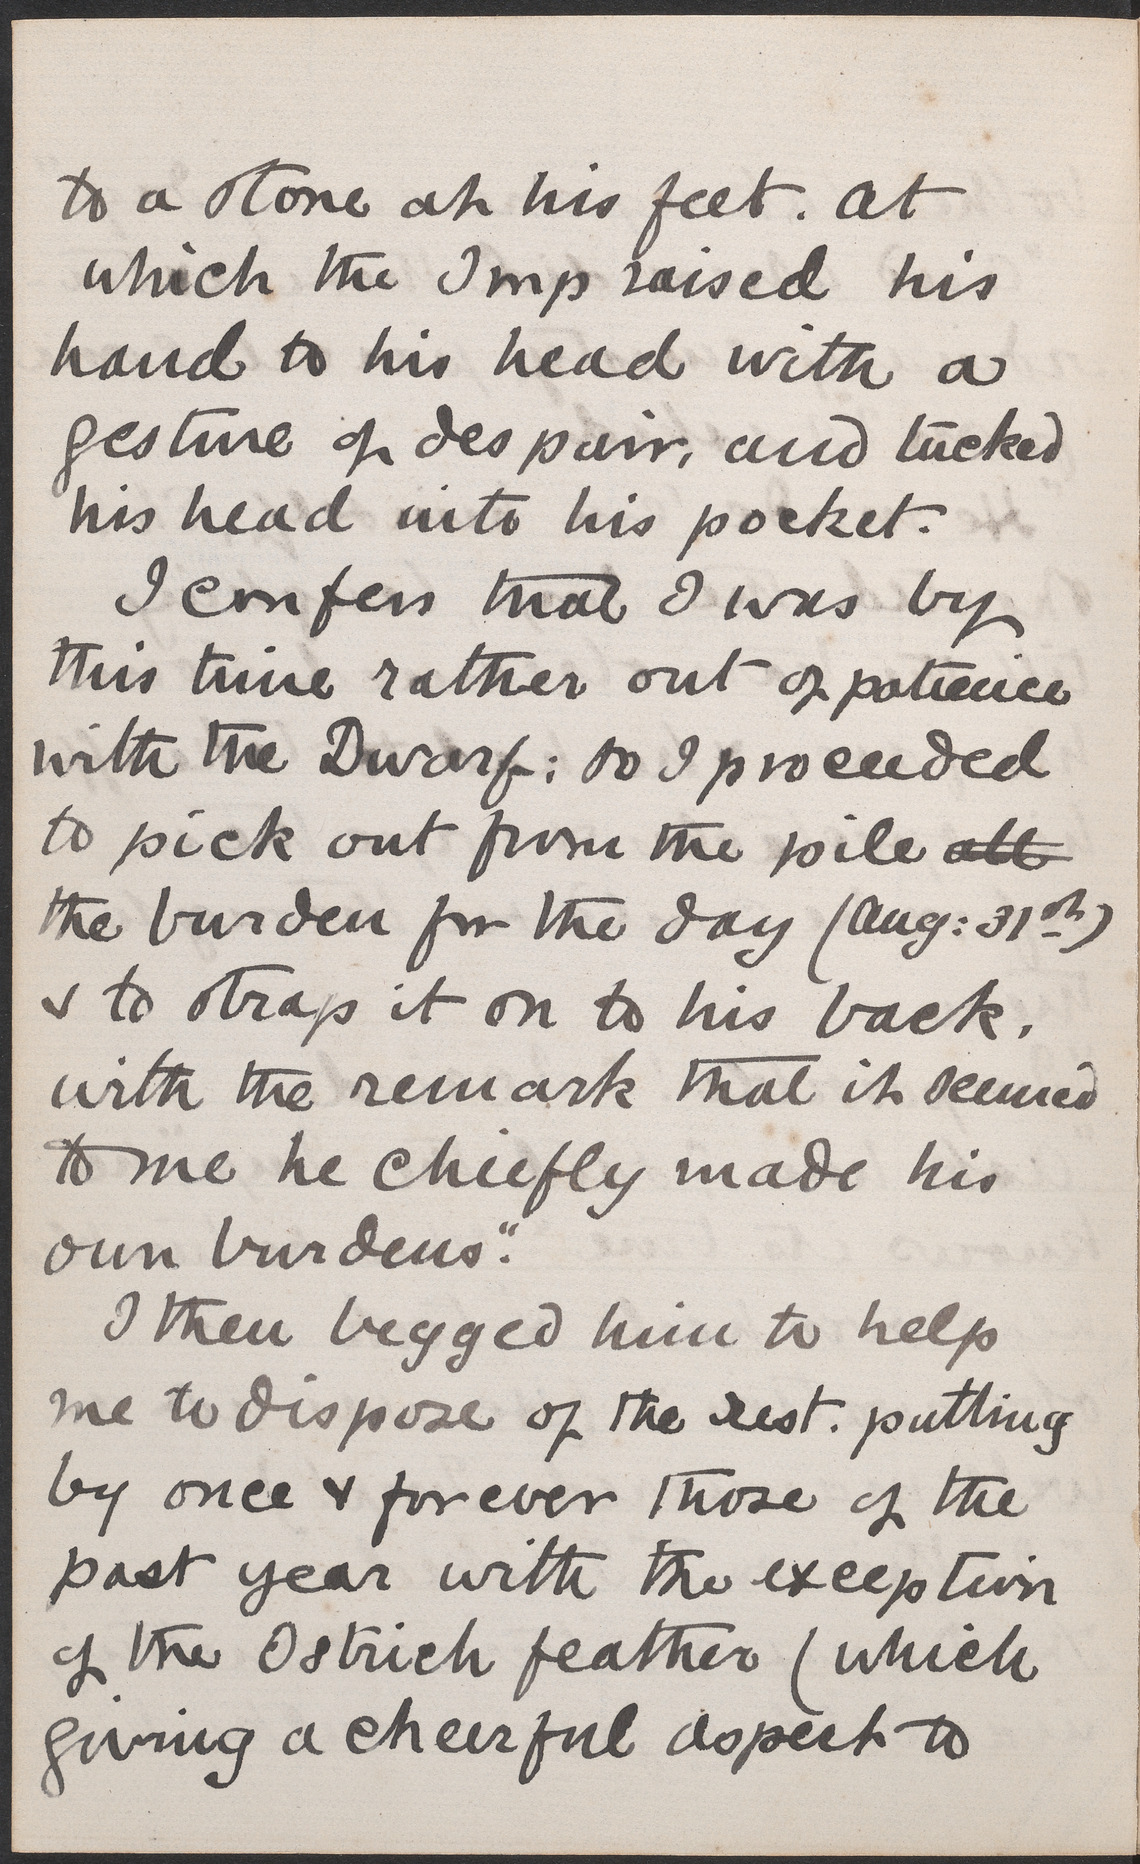 to a stone at his feet. At
which the Imp raised his
hand to his head with a
gesture of despair, and tucked
his head into his pocket.
I confess that I was by
this time rather out of patience
with the Dwarf; so I proceeded
to pick out from the pile all
the burden for the day (Aug: 31st)
& to strap it on to his back,
with the remark that it seemed
to me he chiefly made his
own burdens".
I then begged him to help
me to dispose of the rest. putting
by once & forever those of the
past year with the exception
of the Ostrich feather (which
giving a cheerful aspect to